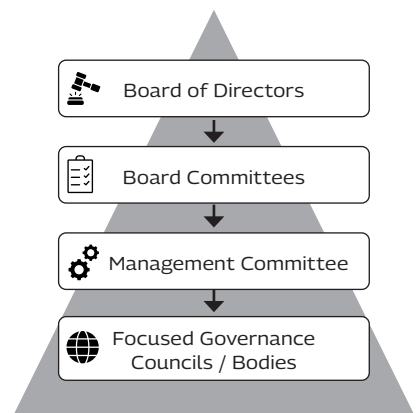 Board of Directors
Board Committees
Management Committee
Focused Governance
Councils / Bodies